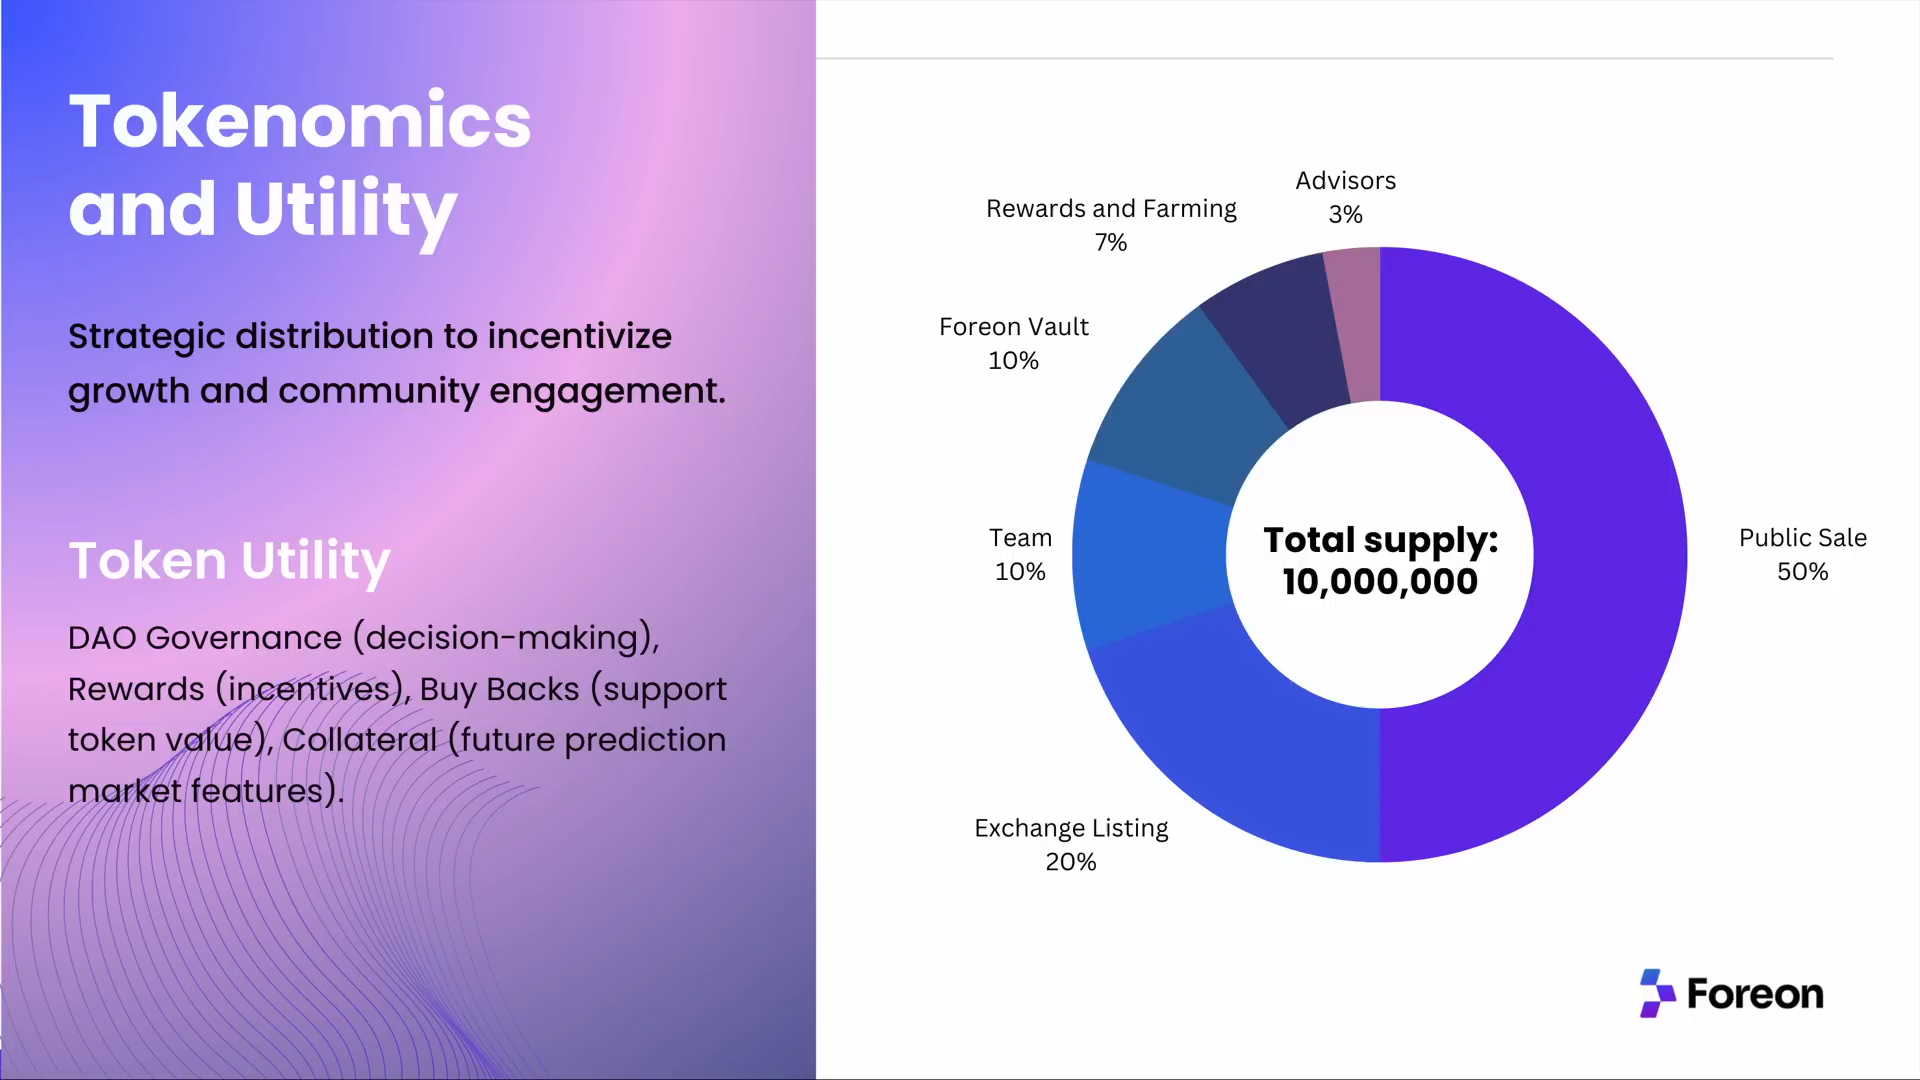 Tokenomics
and Utility
Strategic distribution to incentivize
growth and community engagement.
Token Utility
DAO Governance (decision-making),
Rewards (incentives), Buy Backs (support
token value), Collateral (future prediction
market features).
Advisors
3%
Rewards and Farming
7%
Foreon Vault
10%
Team
10%
Total supply:
10,000,000
Public Sale
50%
Exchange Listing
20%
Foreon